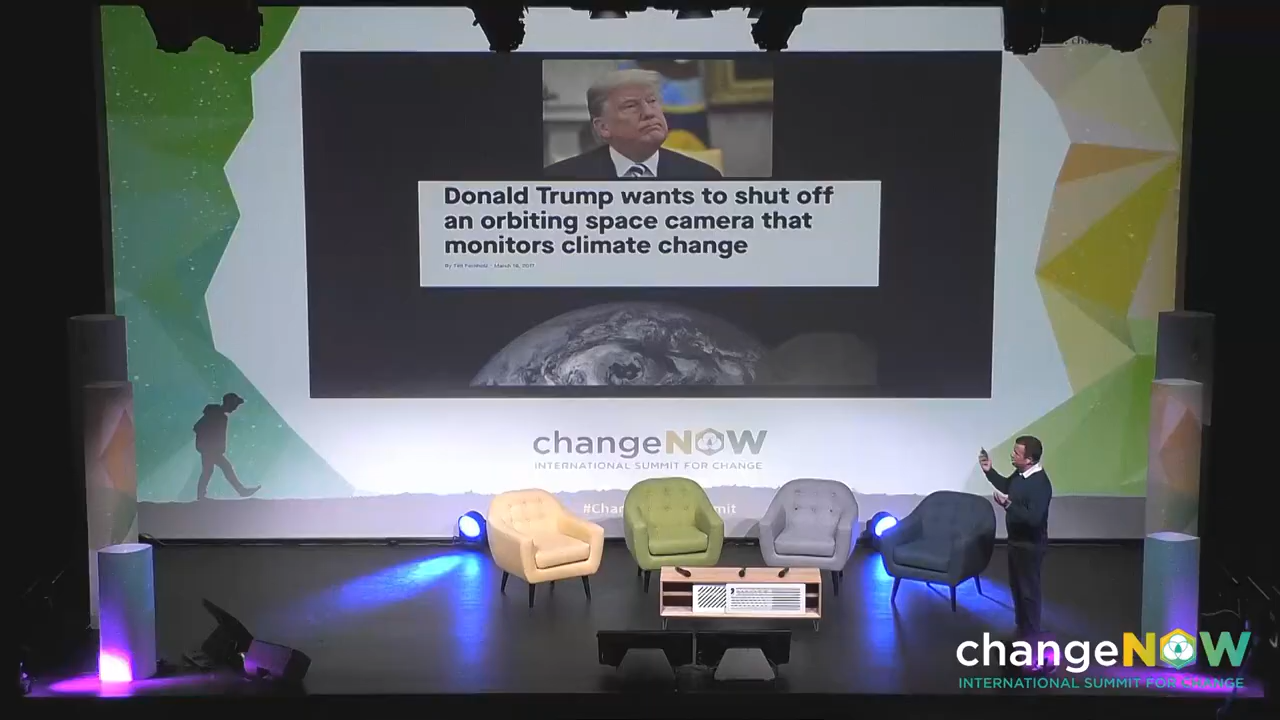 Donald Trump wants to shut off
an orbiting space camera that
monitors climate change
changeNOW
INTERNATIONAL SUMMIT FOR CHANGE
changeNOW
INTERNATIONAL SUMMIT FOR CHANGE